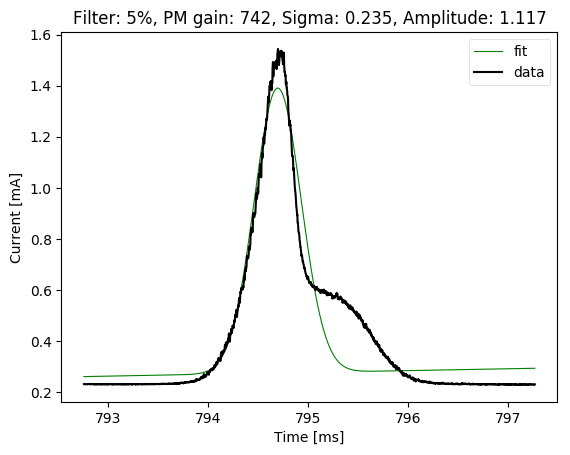 Filter: 5%, PM gain: 742, Sigma: 0.235, Amplitude: 1.117
fit
data
1.6
1.4
1.2
1.0
0.8
0.6
0.4
0.2
Current [mA]
793
794
795
796
797
Time [ms]